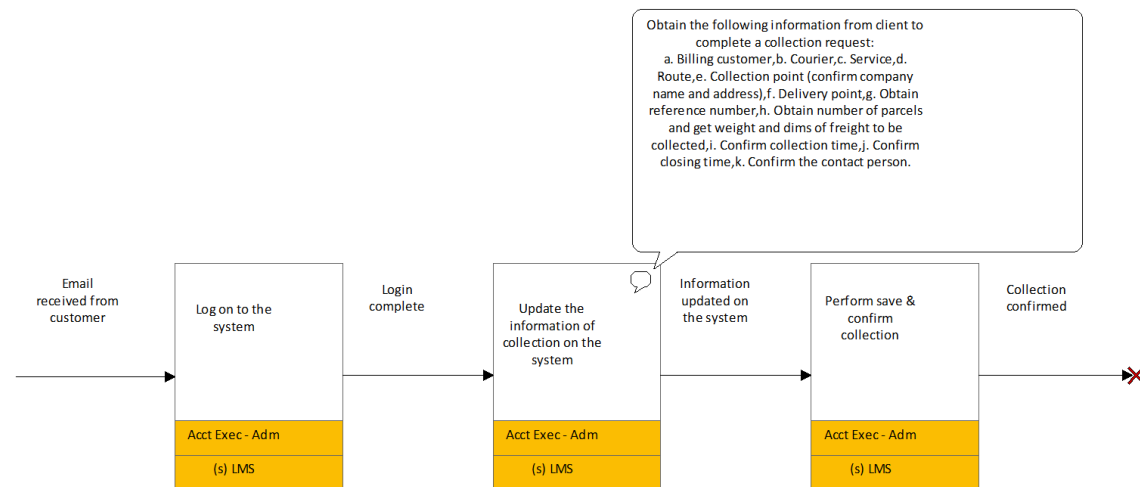 Obtain the following information from client to
complete a collection request:
a. Billing customer,b. Courier,c. Service,d.
Route,e. Collection point (confirm company
name and address),f. Delivery point,g. Obtain
reference number,h. Obtain number of parcels
and get weight and dims of freight to be
collected,i. Confirm collection time,j. Confirm
closing time,k. Confirm the contact person.
Email
received from
customer
Log on to the
system
Login
complete
Update the
information of
collection on the
system
Information
updated on
the system
Perform save &
confirm
collection
Collection
confirmed
Acct Exec - Adm
(s) LMS
Acct Exec - Adm
(s) LMS
Acct Exec - Adm
(s) LMS